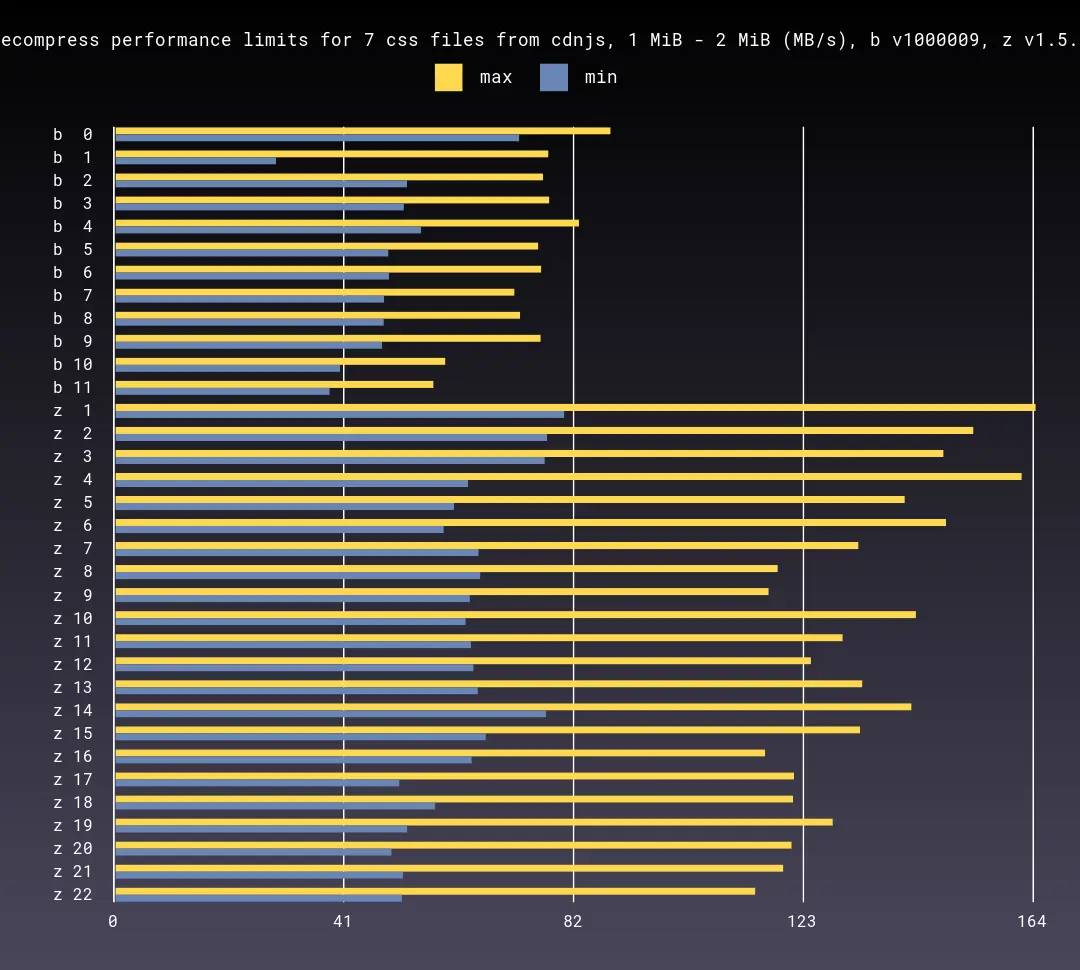 ecompress performance limits for 7 css files from cdnjs, 1 MiB - 2 MiB (MB/s), b v1000009, z v1.5.
max min
b 0
b 1
b 2
b 3
b 4
b 5
b 6
b 7
b 8
b 9
b 10
b 11
z 1
z 2
z 3
z 4
z 5
z 6
z 7
z 8
z 9
z 10
z 11
z 12
z 13
z 14
z 15
z 16
z 17
z 18
z 19
z 20
z 21
z 22
0 41 82 123 164